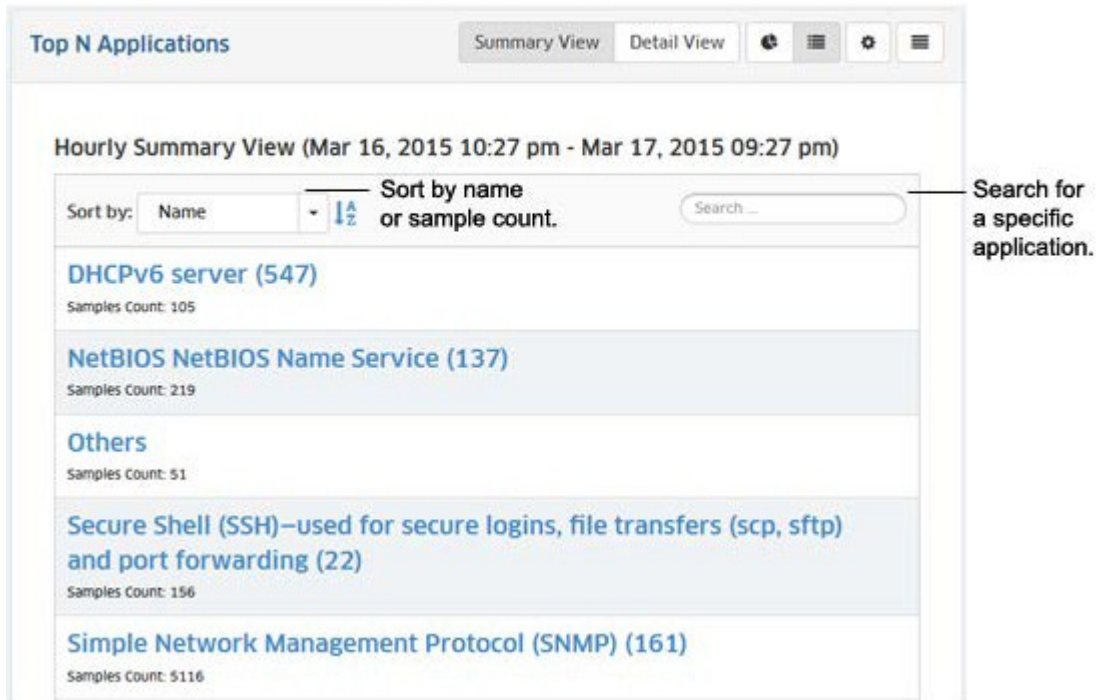 Top N Applications
Summary View
Detail View
Hourly Summary View (Mar 16, 2015 10:27 pm - Mar 17, 2015 09:27 pm)
Sort by:
Name
A
Z
Sort by name
or sample count.
Search ...
Search for
a specific
application.
DHCPv6 server (547)
Samples Count: 105
NetBIOS NetBIOS Name Service (137)
Samples Count: 219
Others
Samples Count: 51
Secure Shell (SSH)—used for secure logins, file transfers (scp, sftp)
and port forwarding (22)
Samples Count: 156
Simple Network Management Protocol (SNMP) (161)
Samples Count: 5116